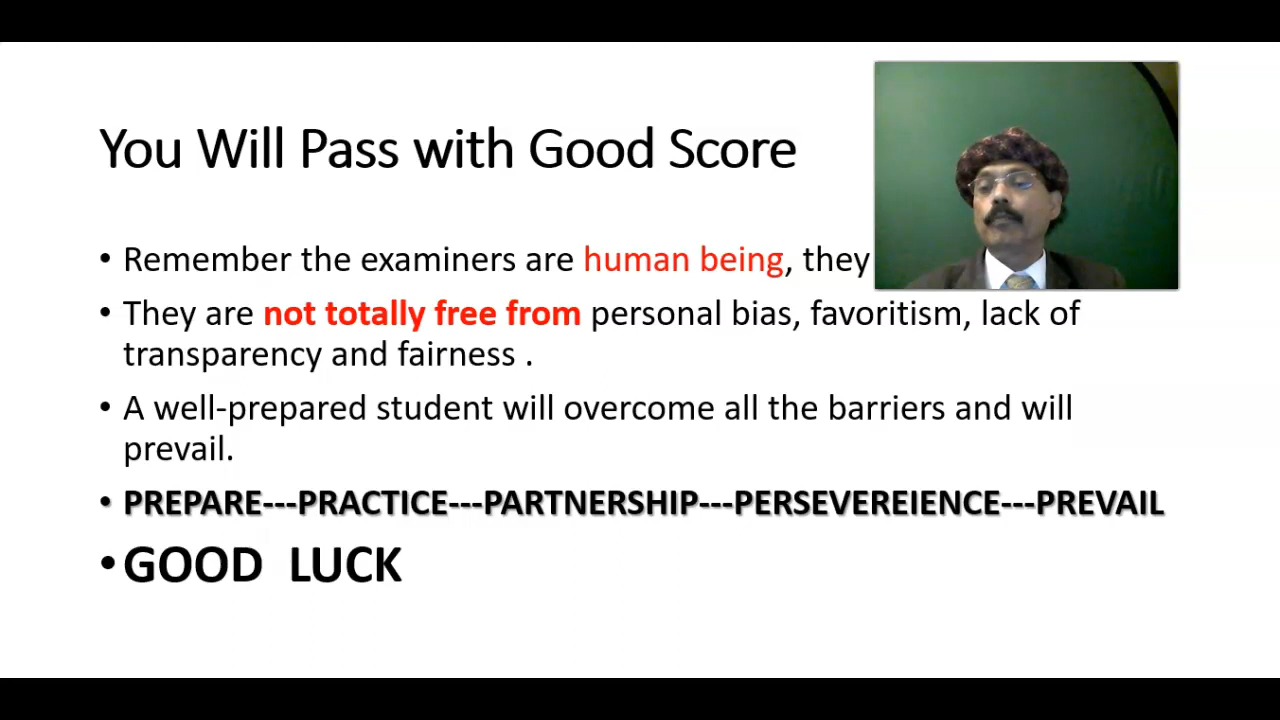 You Will Pass with Good Score
• Remember the examiners are human being, they
• They are not totally free from personal bias, favoritism, lack of
transparency and fairness .
• A well-prepared student will overcome all the barriers and will
prevail.
• PREPARE---PRACTICE---PARTNERSHIP---PERSEVEREIENCE---PREVAIL
• GOOD LUCK